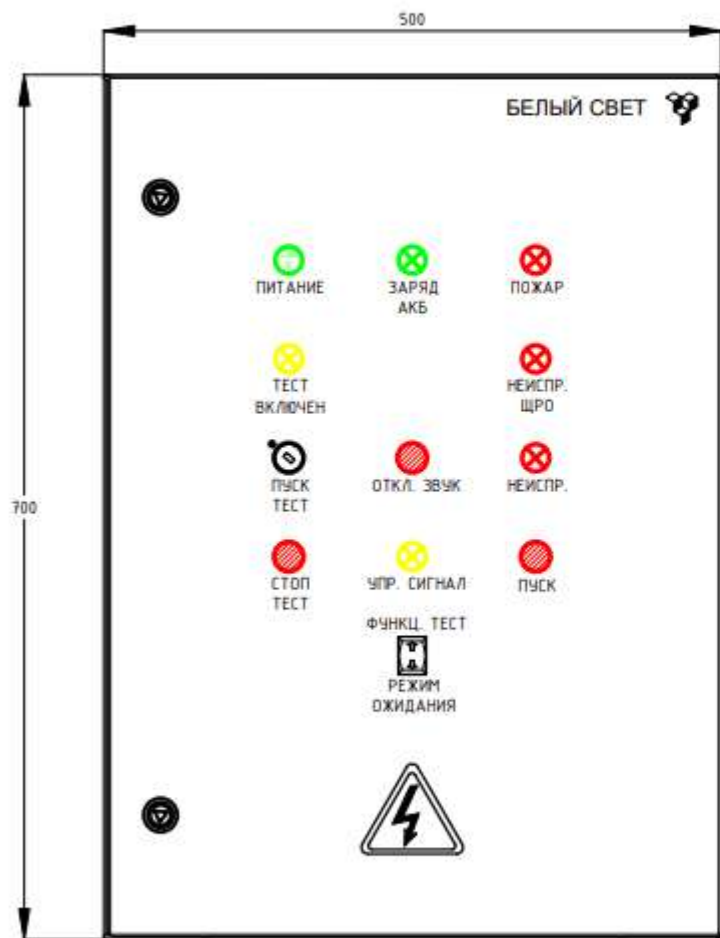 500
БЕЛЫЙ СВЕТ
ПИТАНИЕ
ЗАРЯД
АКБ
ПОЖАР
ТЕСТ
ВКЛЮЧЕН
НЕИСПР.
ЩРО
ПУСК
ТЕСТ
ОТКЛ. ЗВУК
НЕИСПР.
700
СТОП
ТЕСТ
УПР. СИГНАЛ
ПУСК
ФУНКЦ. ТЕСТ
РЕЖИМ
ОЖИДАНИЯ